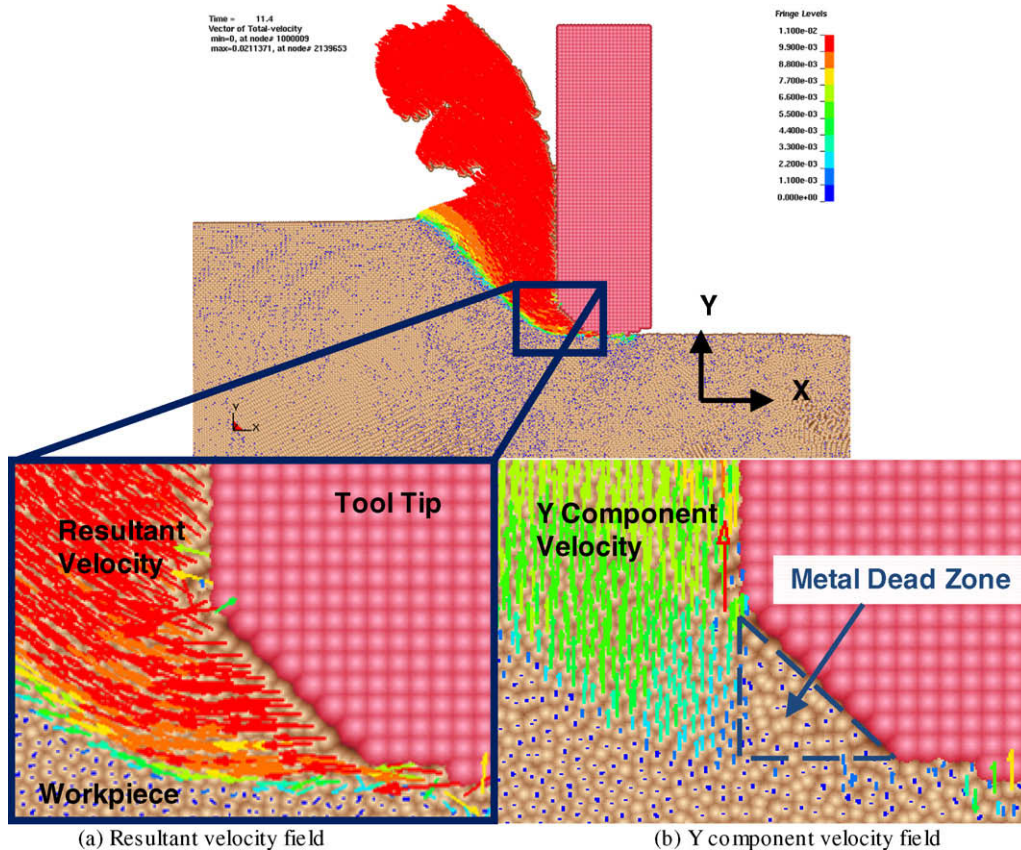 Time = 11.4
Vector of Total-velocity
min=0, at node# 1000009
max=0.0211371, at node# 2139653
Fringe Levels
1.100e-02
9.900e-03
8.800e-03
7.700e-03
6.600e-03
5.500e-03
4.400e-03
3.300e-03
2.200e-03
1.100e-03
0.000e+00
Y
X
Y
X
Resultant
Velocity
Tool Tip
Workpiece
Y Component
Velocity
Metal Dead Zone
(a) Resultant velocity field
(b) Y component velocity field